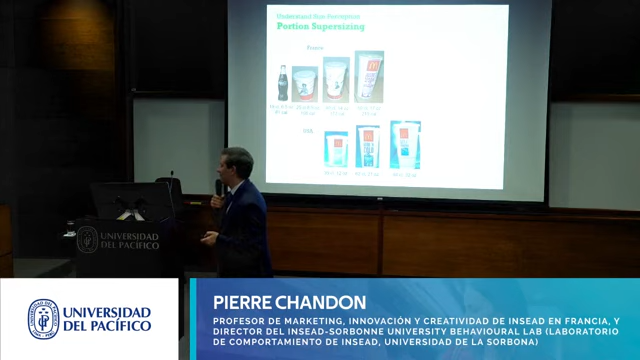 Understand Size Perception
Portion Supersizing
France
USA
UNIVERSIDAD
DEL PACÍFICO
UNIVERSIDAD
DEL PACÍFICO
PIERRE CHANDON
PROFESOR DE MARKETING, INNOVACIÓN Y CREATIVIDAD DE INSEAD EN FRANCIA, Y
DIRECTOR DEL INSEAD-SORBONNE UNIVERSITY BEHAVIOURAL LAB (LABORATORIO
DE COMPORTAMIENTO DE INSEAD, UNIVERSIDAD DE LA SORBONA)